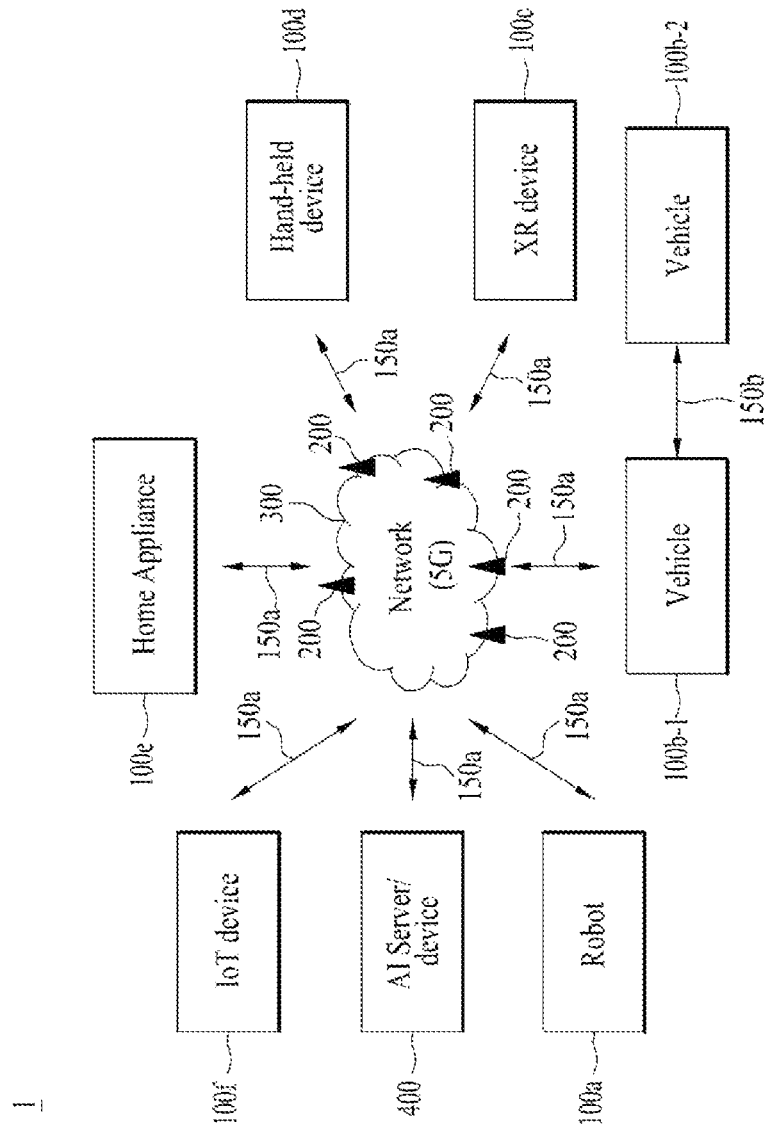 1
100e
Home Appliance
100f
IoT device
150a
150a
200
300
200
150a
Hand-held
device
100d
400
AI Server/
device
150a
Network
(5G)
200
100a
Robot
150a
200
200
150a
150a
XR device
100c
100b-1
Vehicle
150b
Vehicle
100b-2